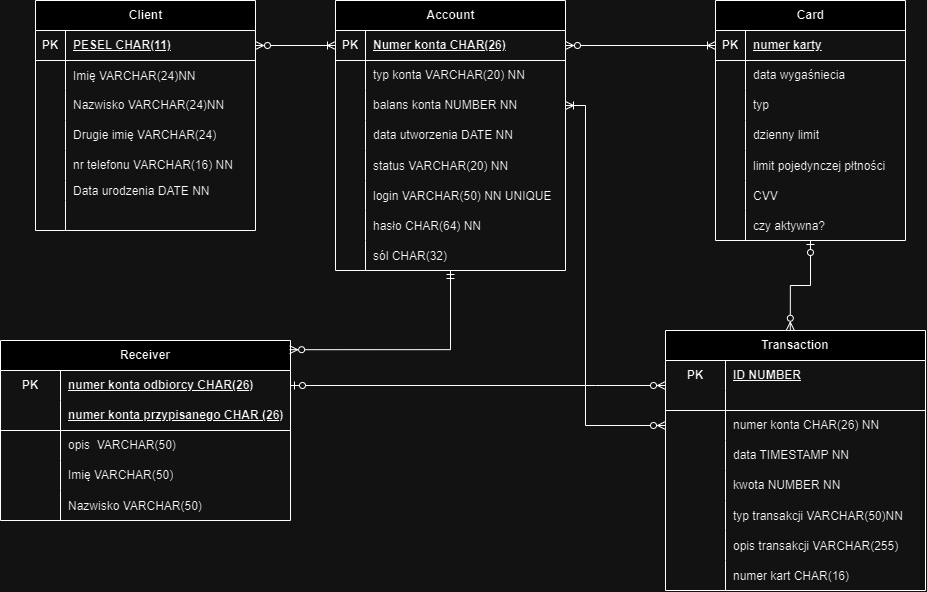 Client
PK PESEL CHAR(11)
Imię VARCHAR(24)NN
Nazwisko VARCHAR(24)NN
Drugie imię VARCHAR(24)
nr telefonu VARCHAR(16) NN
Data urodzenia DATE NN
Account
PK Numer konta CHAR(26)
typ konta VARCHAR(20) NN
balans konta NUMBER NN
data utworzenia DATE NN
status VARCHAR(20) NN
login VARCHAR(50) NN UNIQUE
hasło CHAR(64) NN
sól CHAR(32)
Card
PK numer karty
data wygaśniecia
typ
dzienny limit
limit pojedynczej płtności
CVV
czy aktywna?
Receiver
PK numer konta odbiorcy CHAR(26)
numer konta przypisanego CHAR (26)
opis VARCHAR(50)
Imię VARCHAR(50)
Nazwisko VARCHAR(50)
Transaction
PK ID NUMBER
numer konta CHAR(26) NN
data TIMESTAMP NN
kwota NUMBER NN
typ transakcji VARCHAR(50)NN
opis transakcji VARCHAR(255)
numer kart CHAR(16)